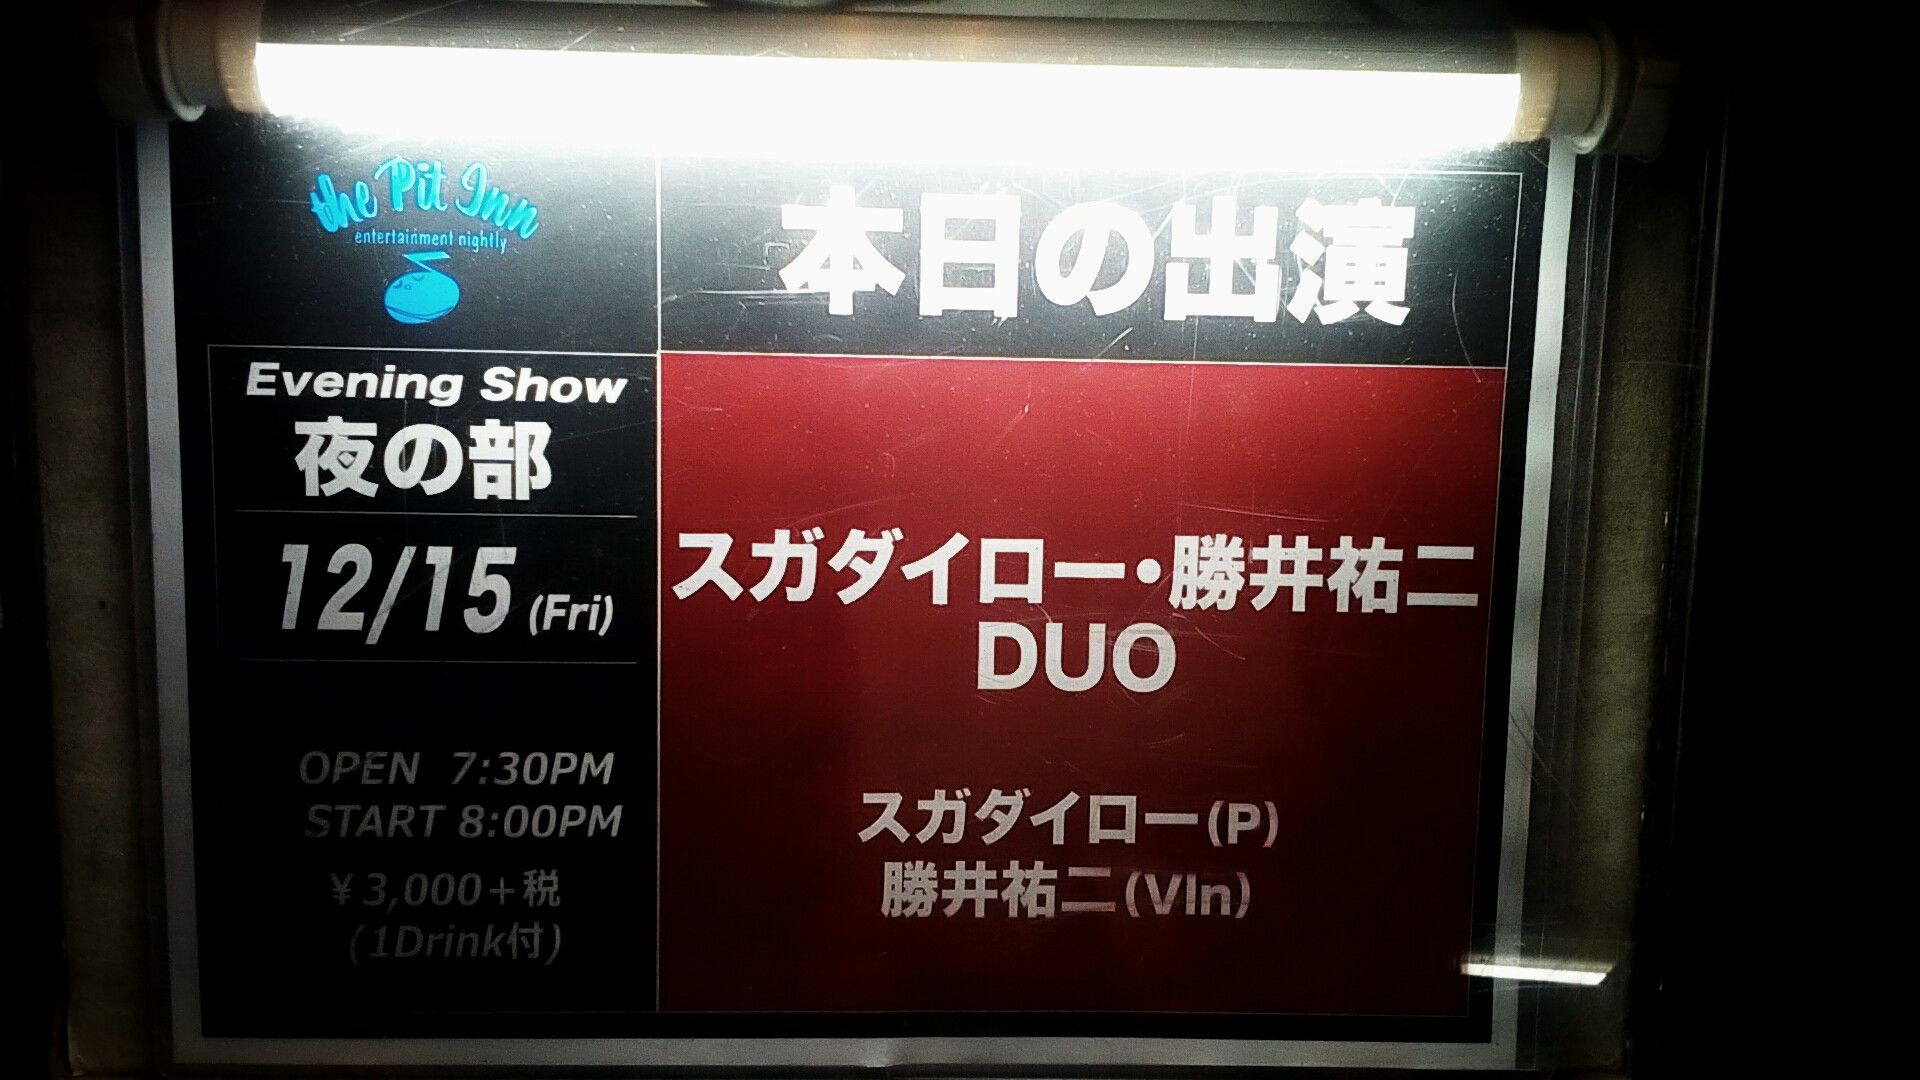 the Pit Inn
entertainment nightly
本日の出演
Evening Show
夜の部
12/15 (Fri)
OPEN 7:30PM
START 8:00PM
¥3,000+税
(1Drink付)
スガダイロー・勝井祐二
DUO
スガダイロー(P)
勝井祐二(Vln)